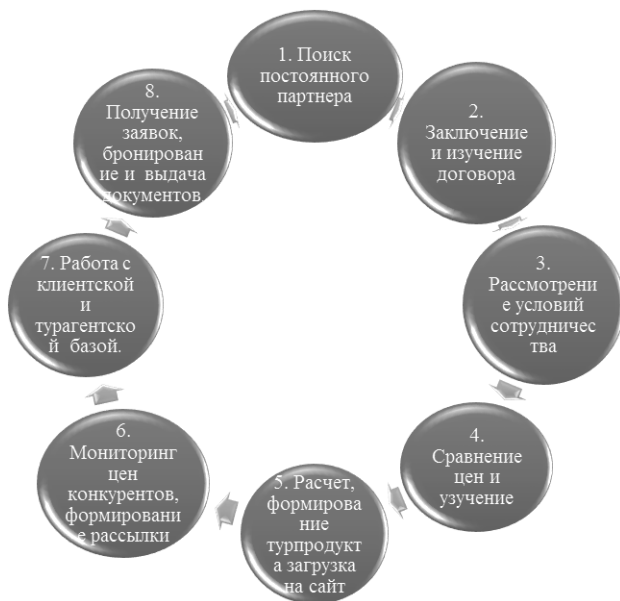 1. Поиск
постоянного
партнера
2.
Заключение
и изучение
договора
3.
Рассмотрени
е условий
сотрудничес
тва
4.
Сравнение
цен и
узучение
5. Расчет,
формирова
ние
турпродукт
а загрузка
на сайт
6.
Мониторинг
цен
конкурентов,
формировани
е рассылки
7. Работа с
клиентской
и
турагентско
й базой.
8.
Получение
заявок,
бронирован
ие и выдача
документов.